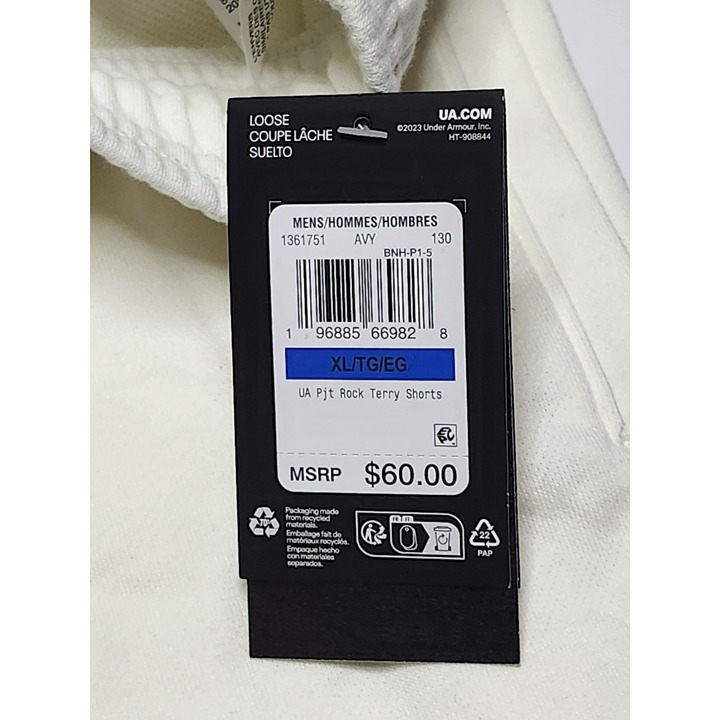 LOOSE
COUPE LÂCHE
SUELTO
UA.COM
©2023 Under Armour, Inc.
HT-908844
MENS/HOMMES/HOMBRES
1361751 AVY 130
BNH-P1-5
1 96885 66982 8
XL/TG/EG
UA Pjt Rock Terry Shorts
MSRP $60.00
70%
Packaging made
from recycled
materials.
Emballage fait de
matériaux recyclés.
Empaque hecho
con materiales
separados.
22
PAP